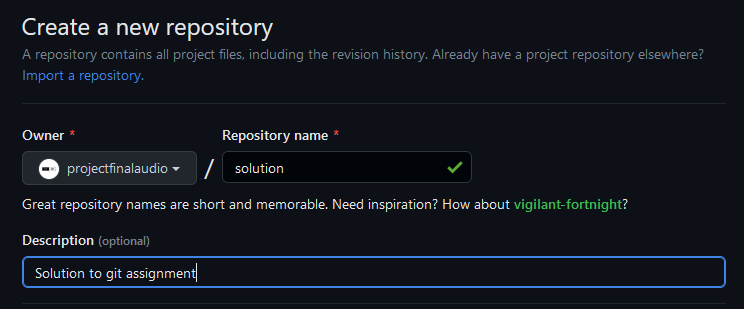 Create a new repository
A repository contains all project files, including the revision history. Already have a project repository elsewhere?
Import a repository.
Owner * Repository name *
projectfinalaudio / solution
Great repository names are short and memorable. Need inspiration? How about vigilant-fortnight?
Description (optional)
Solution to git assignment